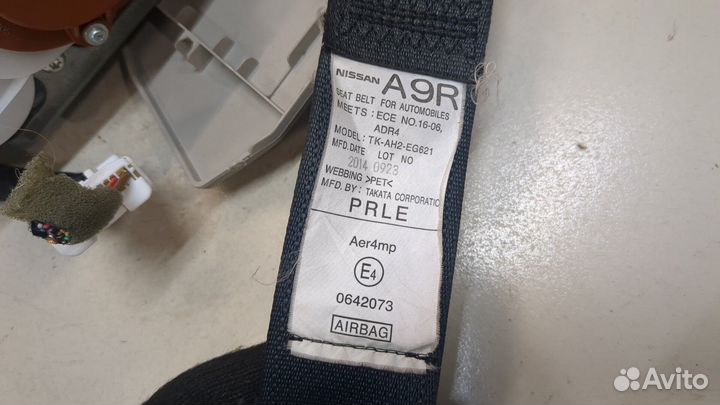 NISSAN A9R
SEAT BELT FOR AUTOMOBILES
MEETS : ECE NO.16-06,
ADR4
MODEL: TK-AH2-EG621
MFD.DATE LOT NO
2014 0923
WEBBING >PET<
MFD. BY: TAKATA CORPORATIO
PRLE
Aer4mp
E4
0642073
AIRBAG
Avito